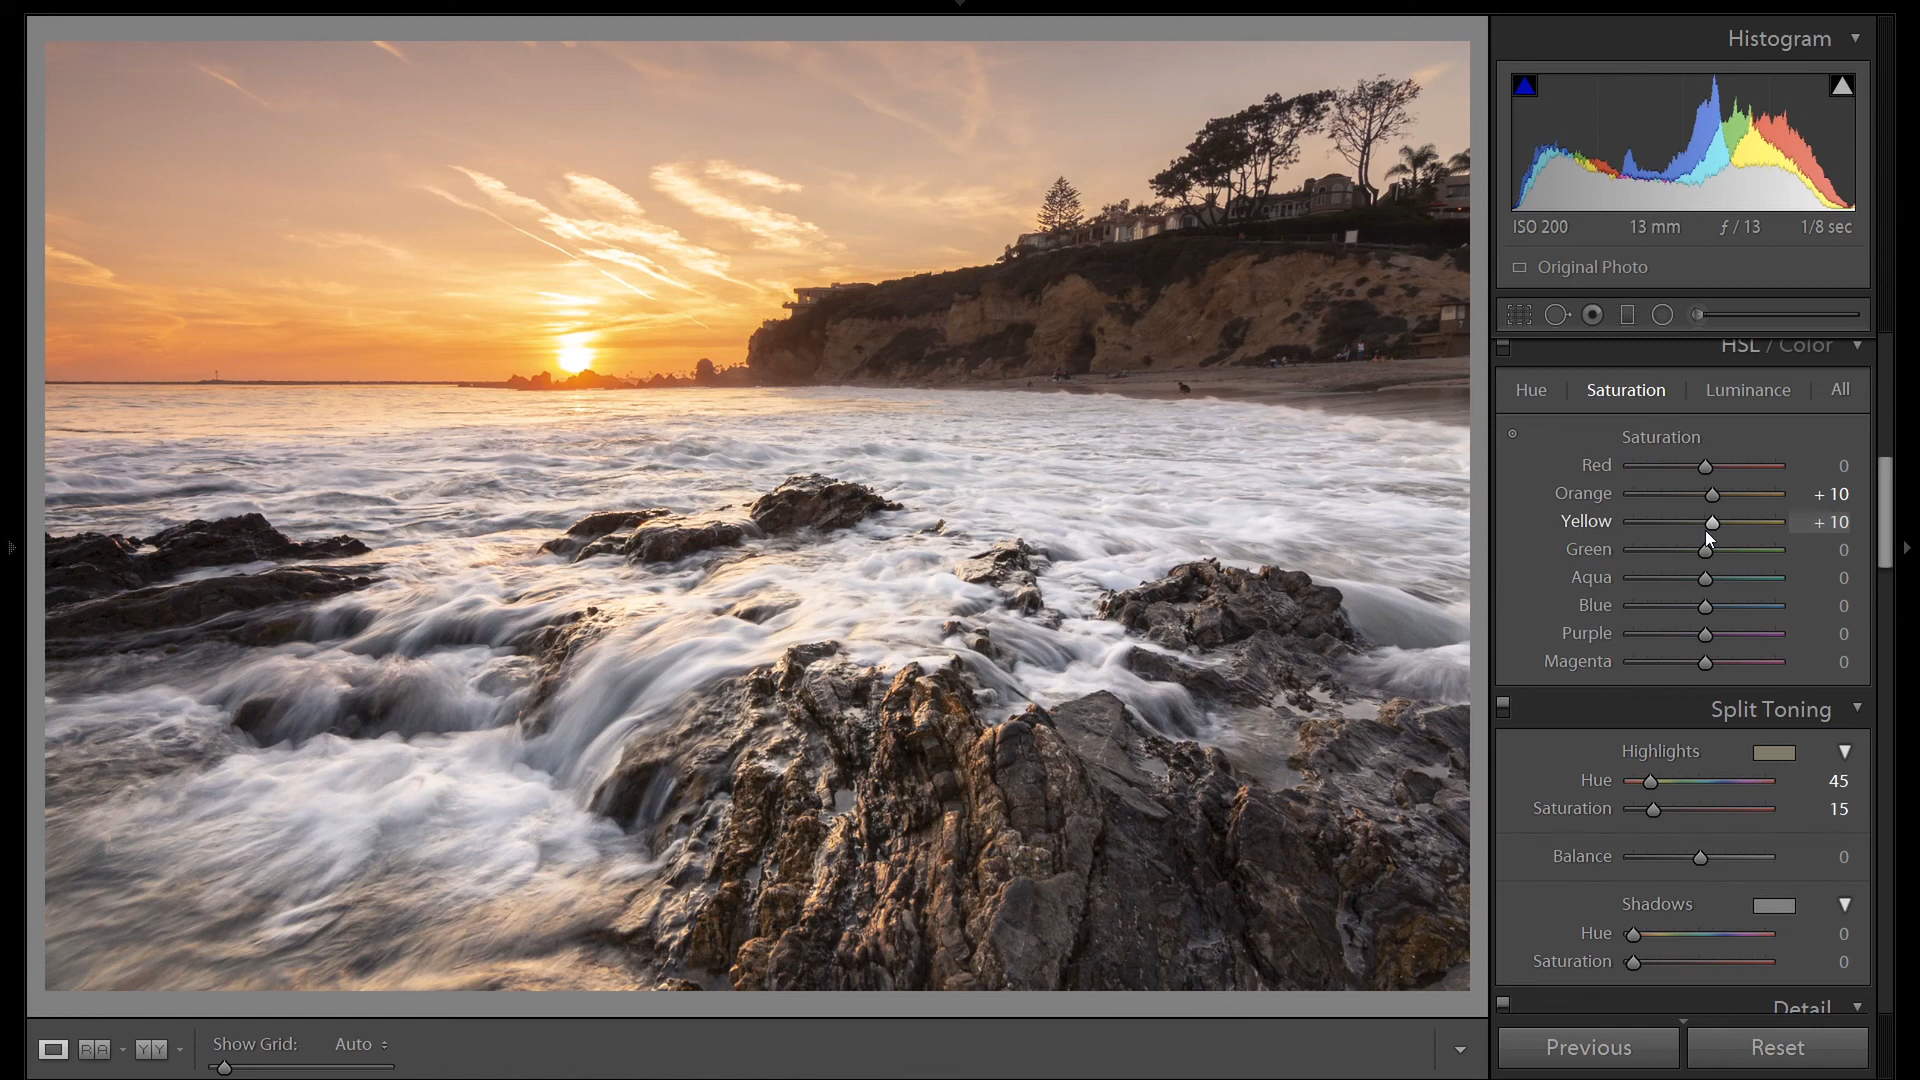 Histogram
ISO 200 13 mm ƒ / 13 1/8 sec
Original Photo
HSL / Color
Hue Saturation Luminance All
Saturation
Red 0
Orange + 10
Yellow + 10
Green 0
Aqua 0
Blue 0
Purple 0
Magenta 0
Split Toning
Highlights
Hue 45
Saturation 15
Balance 0
Shadows
Hue 0
Saturation 0
Detail
R A Y Y Show Grid: Auto
Previous Reset